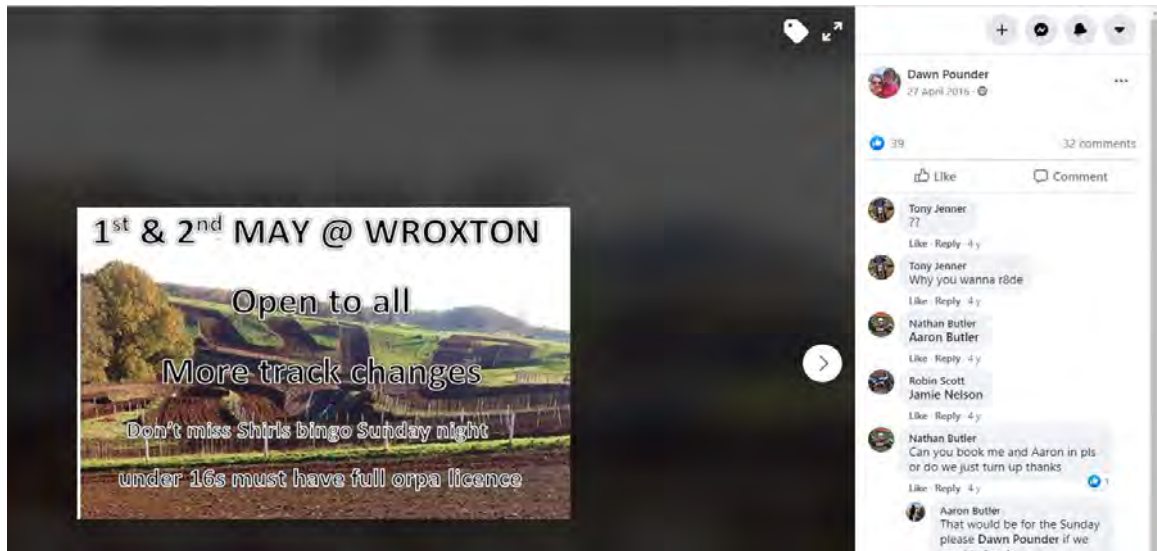 1st & 2nd MAY @ WROXTON
Open to all
More track changes
Don't miss Shirls bingo Sunday night
under 16s must have full orpa licence
Dawn Pounder
27 April 2016
39
32 comments
Like
Comment
Tony Jenner
??
Like · Reply · 4 y
Tony Jenner
Why you wanna r8de
Like · Reply · 4 y
Nathan Butler
Aaron Butler
Like · Reply · 4 y
Robin Scott
Jamie Nelson
Like · Reply · 4 y
Nathan Butler
Can you book me and Aaron in pls
or do we just turn up thanks
Like · Reply · 4 y
1
Aaron Butler
That would be for the Sunday
please Dawn Pounder if we